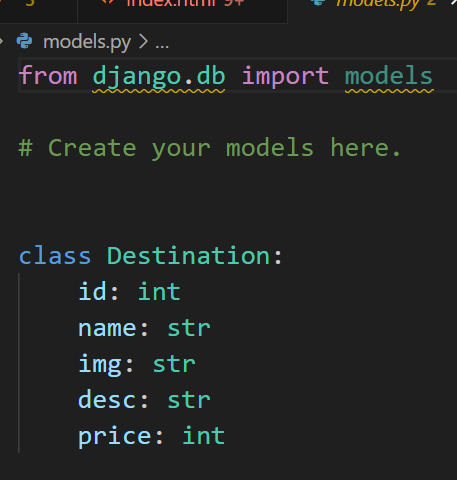 index.html 9+
models.py 2
models.py > ...
from django.db import models
# Create your models here.
class Destination:
id: int
name: str
img: str
desc: str
price: int